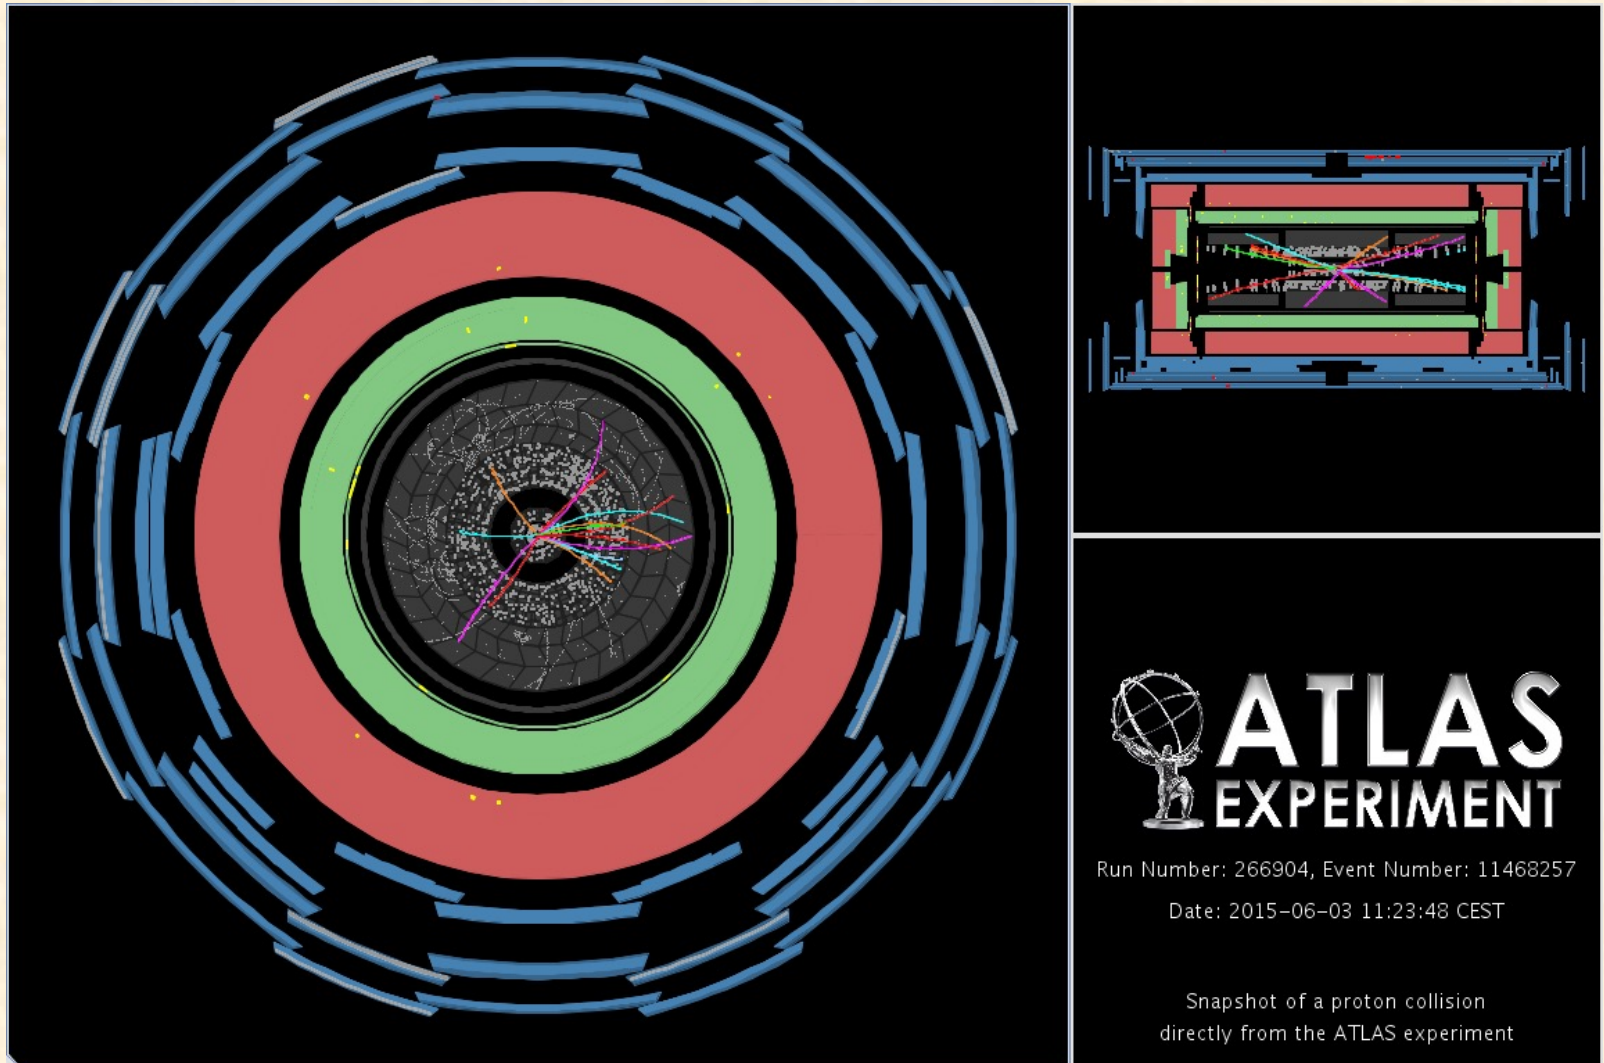 ATLAS
EXPERIMENT
Run Number: 266904, Event Number: 11468257
Date: 2015-06-03 11:23:48 CEST
Snapshot of a proton collision
directly from the ATLAS experiment